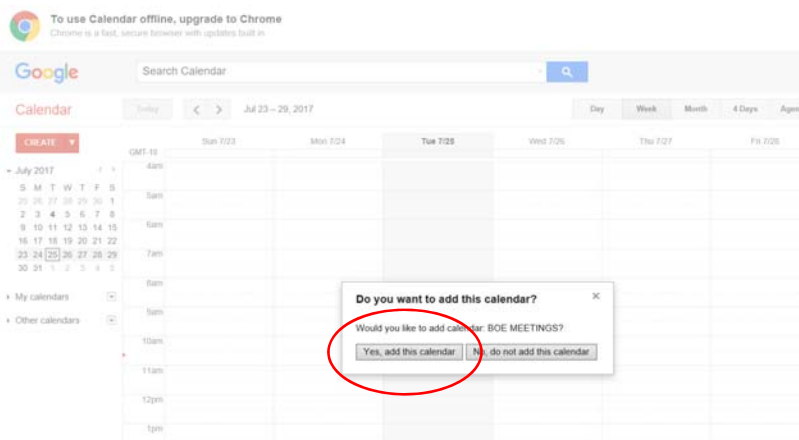 To use Calendar offline, upgrade to Chrome
Chrome is a fast, secure browser with updates built in
Google
Search Calendar
Calendar
Today
Jul 23 – 29, 2017
Day Week Month 4 Days Agen
CREATE
Sun 7/23 Mon 7/24 Tue 7/25 Wed 7/26 Thu 7/27 Fri 7/28
GMT-10
July 2017
S M T W T F S
25 26 27 28 29 30 1
2 3 4 5 6 7 8
9 10 11 12 13 14 15
16 17 18 19 20 21 22
23 24 25 26 27 28 29
30 31 1 2 3 4 5
My calendars
Other calendars
4am
5am
6am
7am
8am
9am
10am
11am
12pm
1pm
Do you want to add this calendar?
Would you like to add calendar: BOE MEETINGS?
Yes, add this calendar
No, do not add this calendar